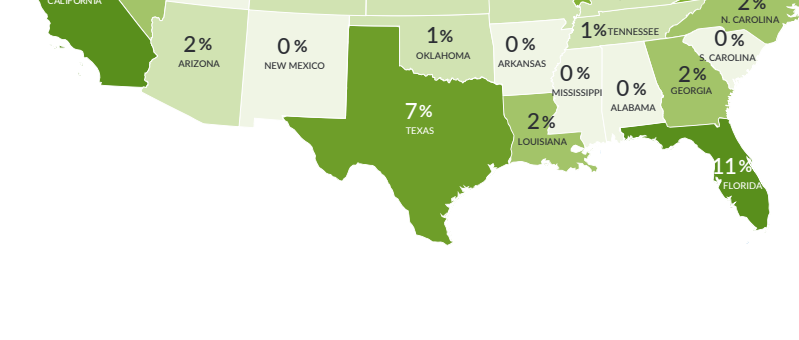 CALIFORNIA
2%
N. CAROLINA
2%
ARIZONA
0%
NEW MEXICO
1%
OKLAHOMA
0%
ARKANSAS
1% TENNESSEE
0%
S. CAROLINA
0%
MISSISSIPPI
0%
ALABAMA
2%
GEORGIA
7%
TEXAS
2%
LOUISIANA
11%
FLORIDA